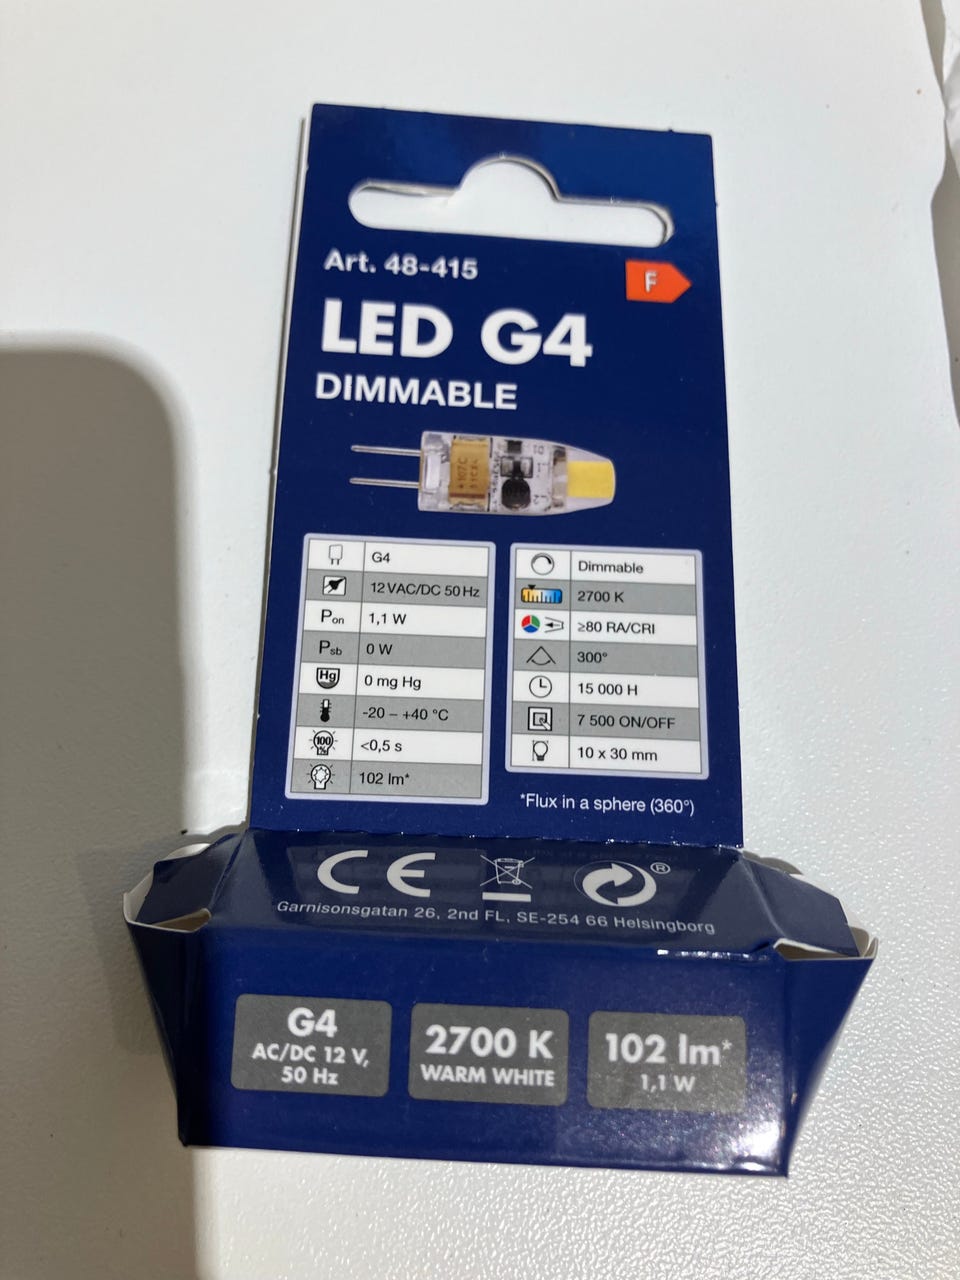 Art. 48-415
F
LED G4
DIMMABLE
G4
12 VAC/DC 50 Hz
Pon 1,1 W
Psb 0 W
Hg 0 mg Hg
-20 – +40 °C
100% <0,5 s
102 lm*
Dimmable
2700 K
≥80 RA/CRI
300°
15 000 H
7 500 ON/OFF
10 x 30 mm
*Flux in a sphere (360°)
CE ®
Garnisonsgatan 26, 2nd FL, SE-254 66 Helsingborg
G4
AC/DC 12 V,
50 Hz
2700 K
WARM WHITE
102 lm*
1,1 W